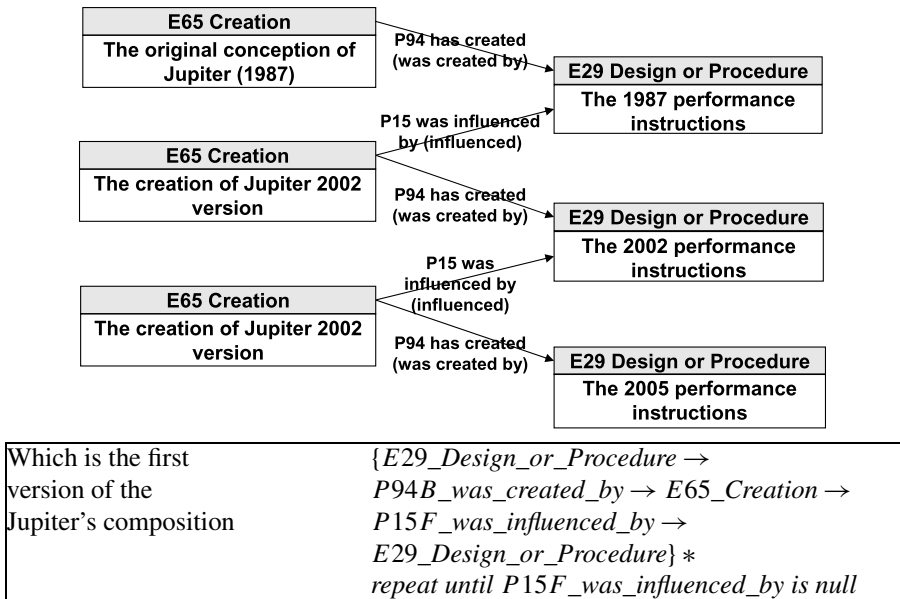 E65 Creation
The original conception of
Jupiter (1987)
P94 has created
(was created by)
E29 Design or Procedure
The 1987 performance
instructions
P15 was influenced
by (influenced)
E65 Creation
The creation of Jupiter 2002
version
P94 has created
(was created by)
E29 Design or Procedure
The 2002 performance
instructions
P15 was
influenced by
(influenced)
E65 Creation
The creation of Jupiter 2002
version
P94 has created
(was created by)
E29 Design or Procedure
The 2005 performance
instructions
Which is the first
version of the
Jupiter's composition
{E29_Design_or_Procedure →
P94B_was_created_by → E65_Creation →
P15F_was_influenced_by →
E29_Design_or_Procedure} *
repeat until P15F_was_influenced_by is null